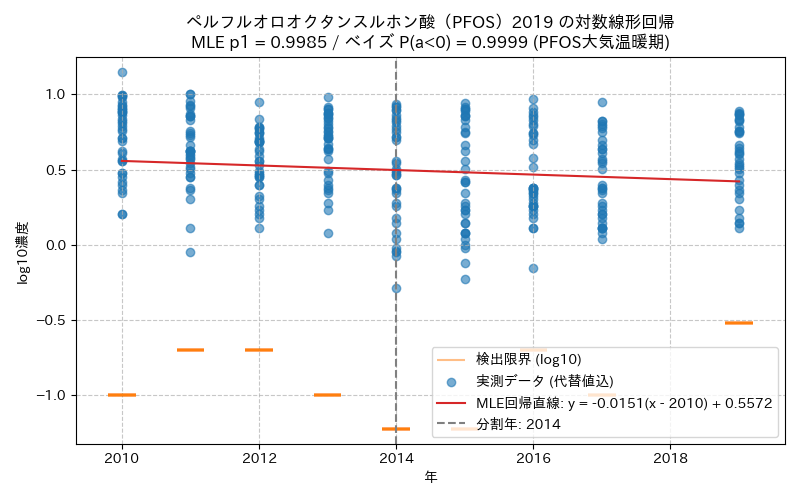 ペルフルオロオクタンスルホン酸（PFOS）2019 の対数線形回帰
MLE p1 = 0.9985 / ベイズ P(a<0) = 0.9999 (PFOS大気温暖期)
log10濃度
1.0
0.5
0.0
−0.5
−1.0
検出限界 (log10)
実測データ (代替値込)
MLE回帰直線: y = -0.0151(x - 2010) + 0.5572
分割年: 2014
2010 2012 2014 2016 2018
年